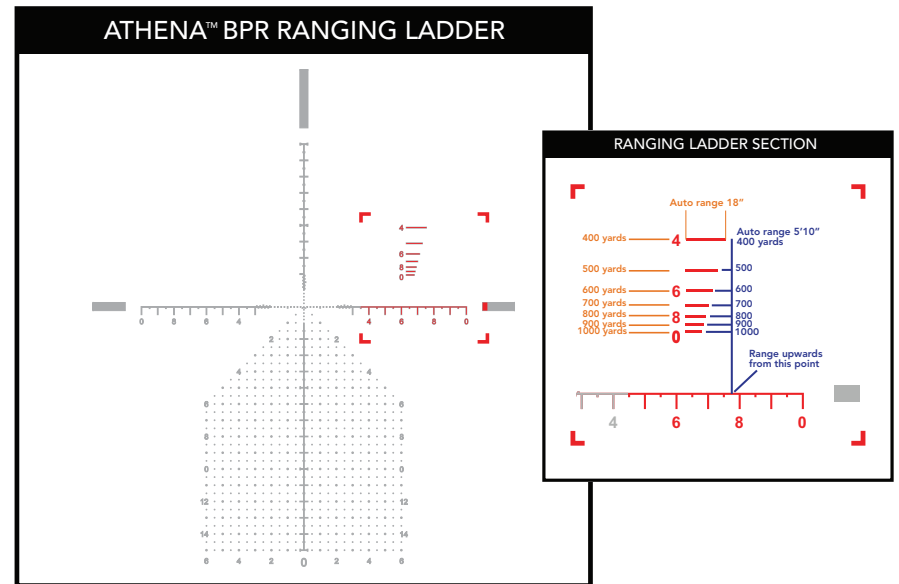 ATHENA™ BPR RANGING LADDER
4
6
8
0
0 8 6 4 4 6 8 0
2 2
4 4
6 6
8 8
0 0
12 12
14 14
6 4 2 0 2 4 6
RANGING LADDER SECTION
Auto range 18"
400 yards 4 Auto range 5'10"
400 yards
500 yards 500
600 yards 6 600
700 yards 700
800 yards 8 800
900 yards 900
1000 yards 0 1000
Range upwards
from this point
4 6 8 0